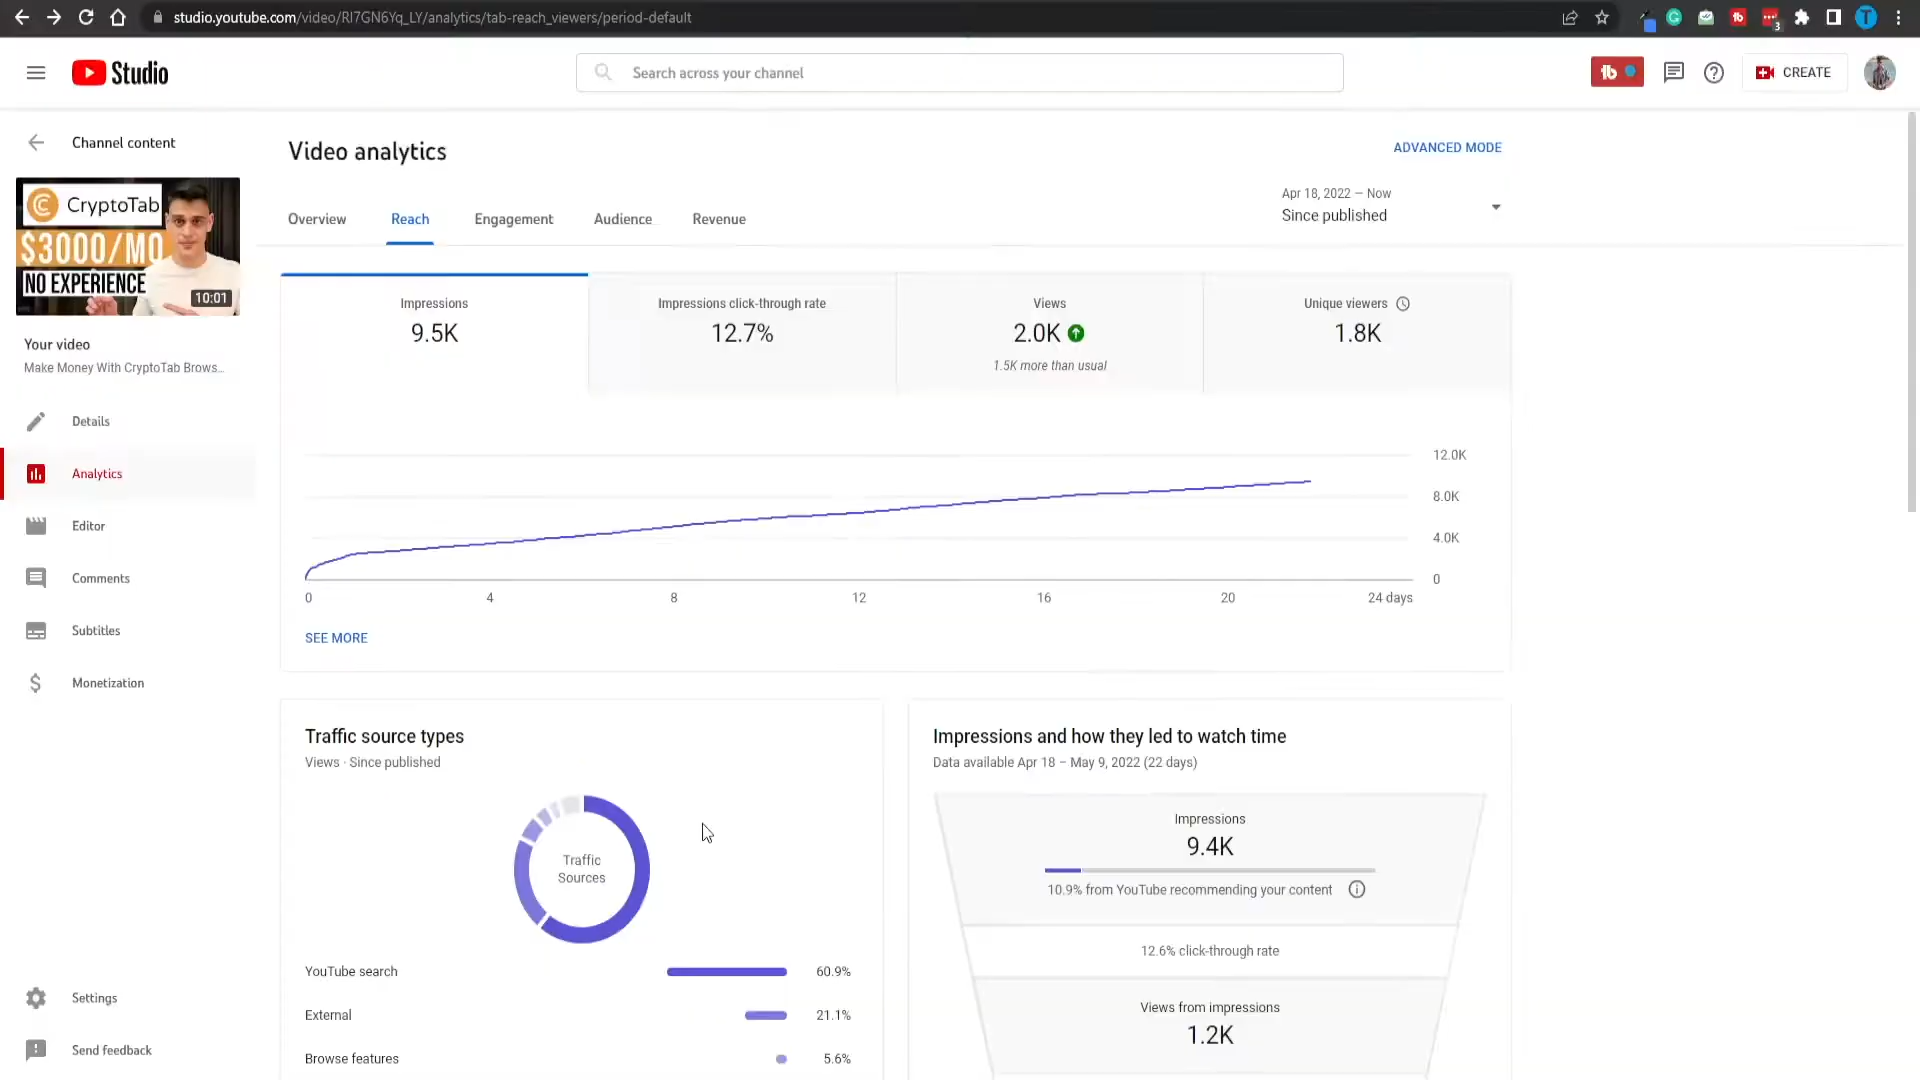 studio.youtube.com/video/RI7GN6Yq_LY/analytics/tab-reach_viewers/period-default
3
T
Studio
Search across your channel
tb
CREATE
Channel content
CryptoTab
$3000/MO
NO EXPERIENCE
10:01
Your video
Make Money With CryptoTab Brows...
Details
Analytics
Editor
Comments
Subtitles
Monetization
Settings
Send feedback
Video analytics
ADVANCED MODE
Overview
Reach
Engagement
Audience
Revenue
Apr 18, 2022 – Now
Since published
Impressions
9.5K
Impressions click-through rate
12.7%
Views
2.0K
1.5K more than usual
Unique viewers
1.8K
12.0K
8.0K
4.0K
0
0 4 8 12 16 20 24 days
SEE MORE
Traffic source types
Views · Since published
Traffic
Sources
YouTube search 60.9%
External 21.1%
Browse features 5.6%
Impressions and how they led to watch time
Data available Apr 18 – May 9, 2022 (22 days)
Impressions
9.4K
10.9% from YouTube recommending your content
12.6% click-through rate
Views from impressions
1.2K